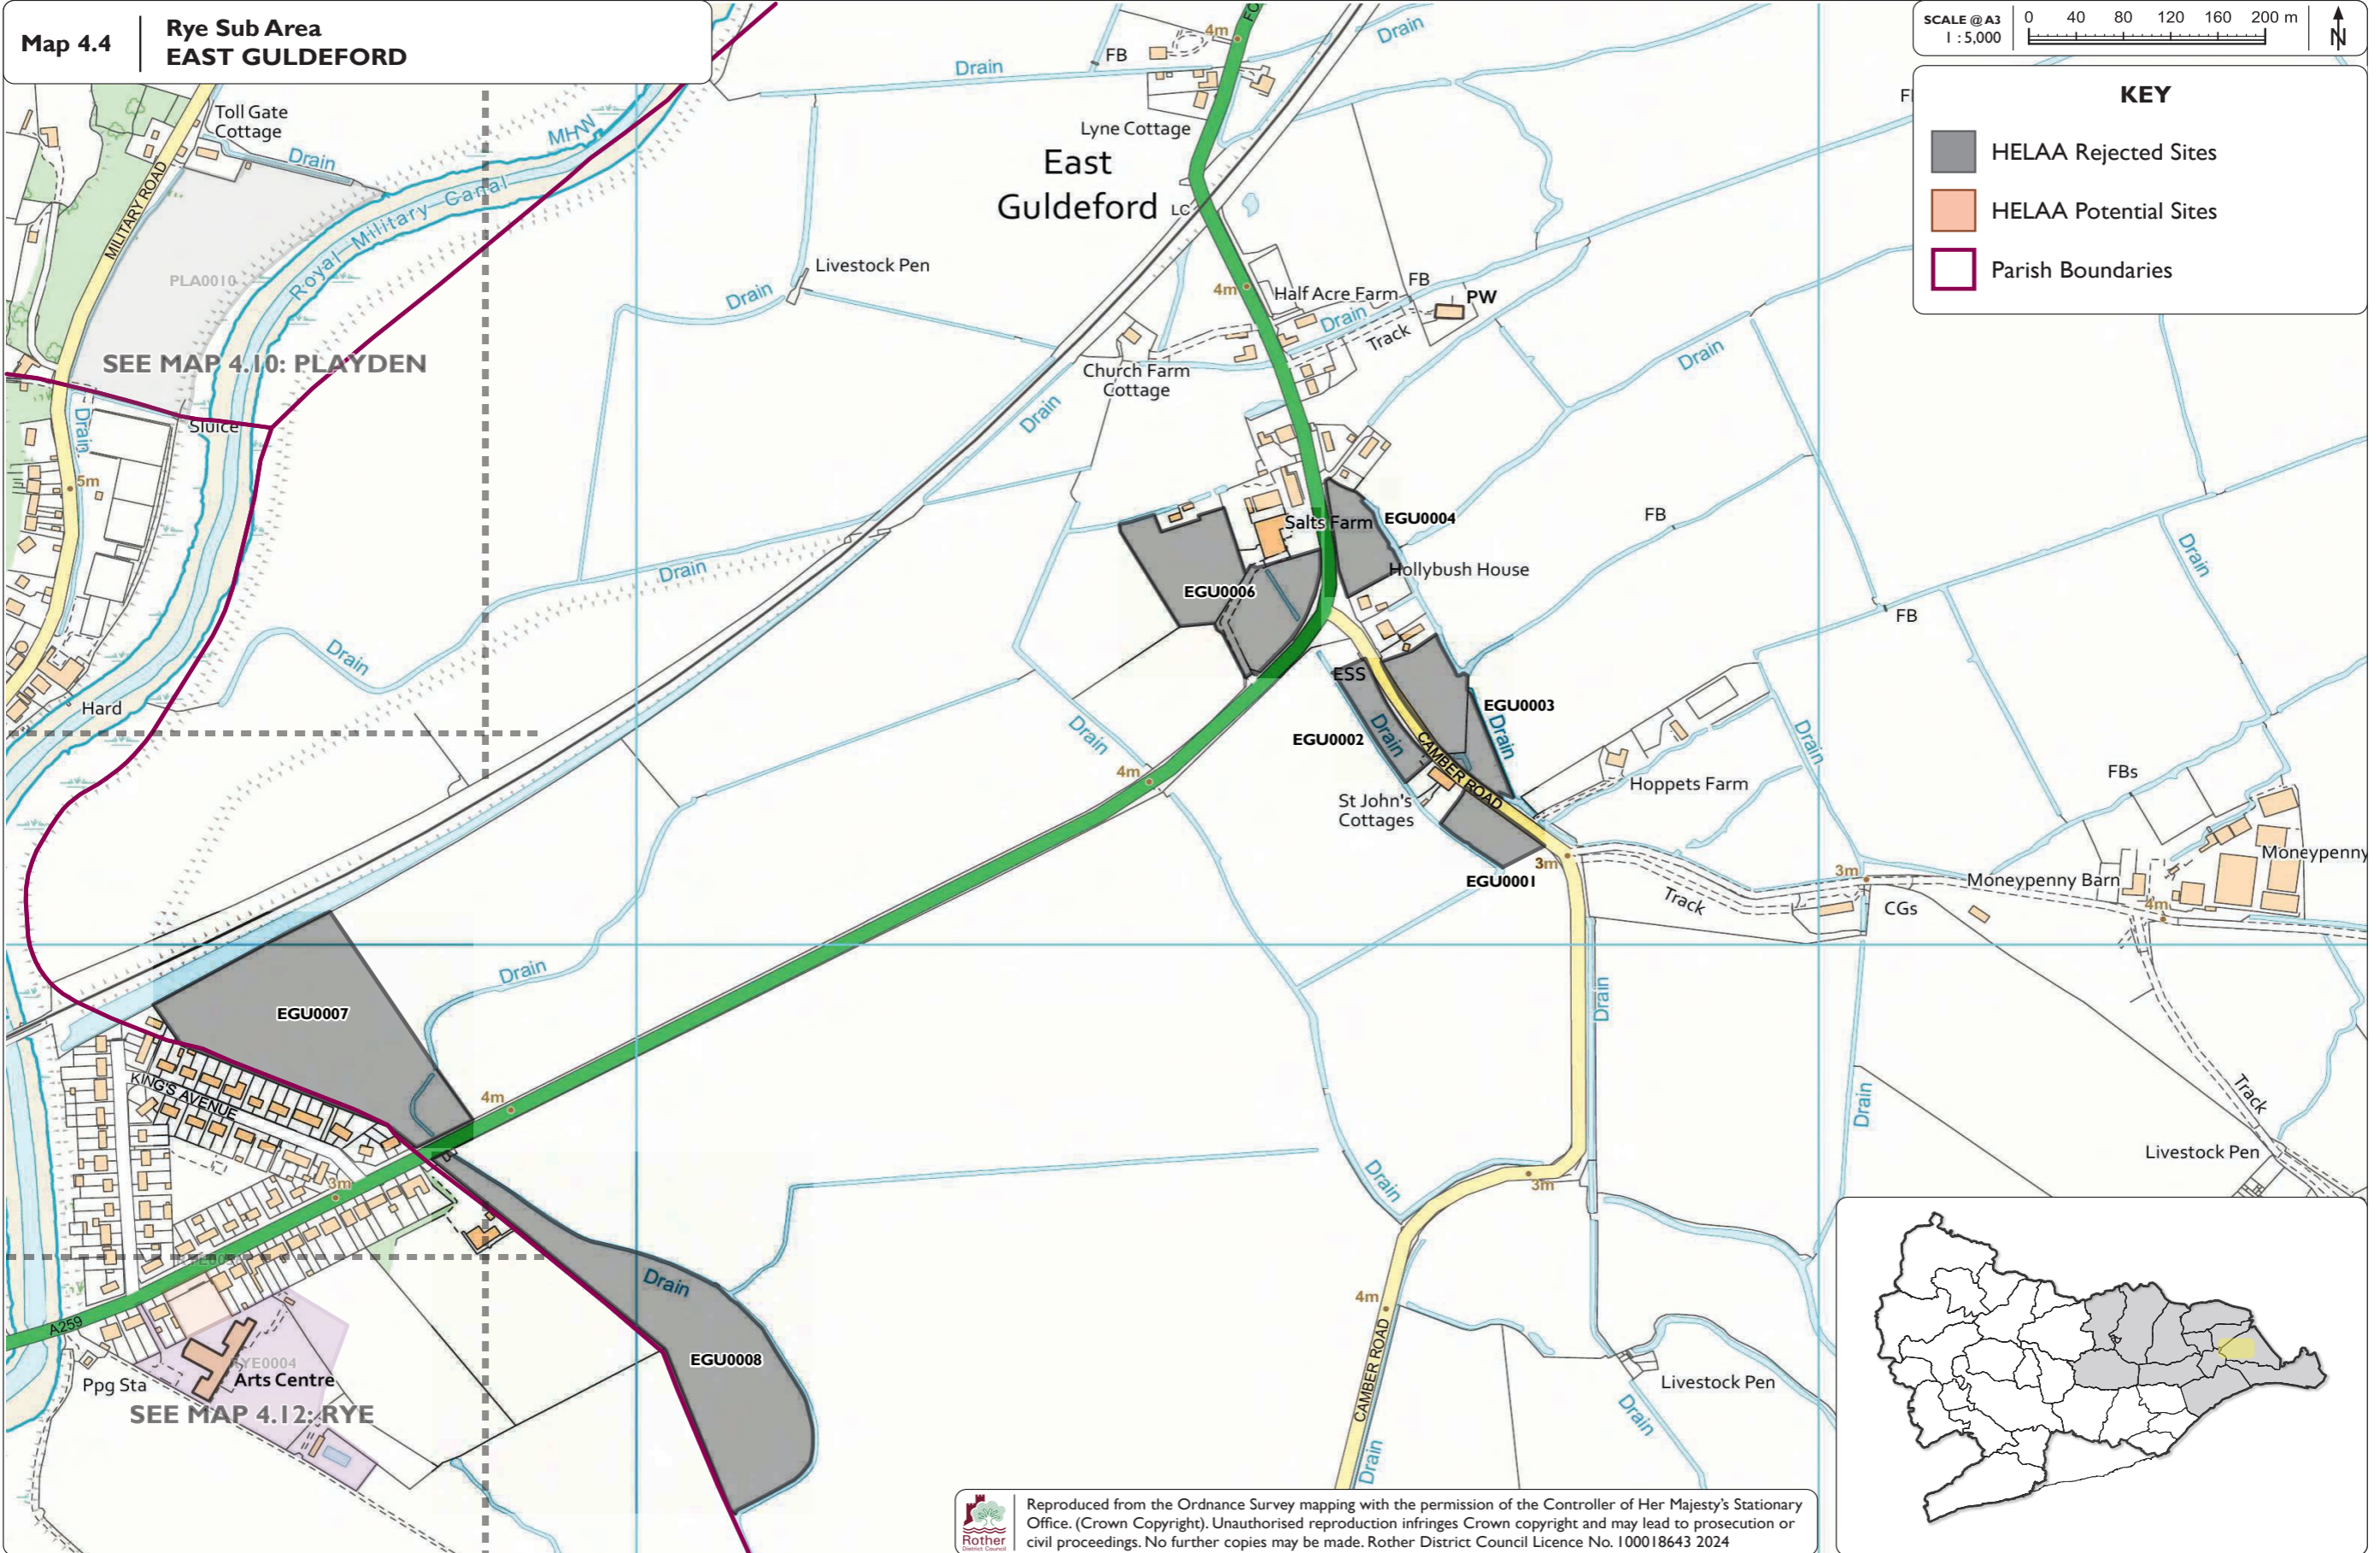 Map 4.4
Rye Sub Area
EAST GULDEFORD
SCALE @ A3
1 : 5,000
0 40 80 120 160 200 m
N
KEY
HELAA Rejected Sites
HELAA Potential Sites
Parish Boundaries
4m
FB
Drain
Drain
Toll Gate
Cottage
Drain
MHW
MILITARY ROAD
Royal Military Canal
Lyne Cottage
East
Guldeford
LC
PLA0010
Livestock Pen
Drain
4m
Half Acre Farm
FB
PW
Drain
Track
SEE MAP 4.10: PLAYDEN
Church Farm
Cottage
Drain
Drain
Drain
Sluice
5m
Salts Farm
EGU0004
FB
Drain
Drain
Hollybush House
EGU0006
FB
Drain
ESS
EGU0003
Hard
Drain
EGU0002
Drain
Drain
CAMBER ROAD
Drain
4m
Hoppets Farm
FBs
St John's
Cottages
3m
EGU0001
Track
3m
CGs
Moneypenny Barn
Moneypenny
4m
Drain
Drain
EGU0007
KING'S AVENUE
4m
Drain
Track
Livestock Pen
3m
Drain
3m
Drain
4m
A259
EGU0008
RYE0004
Arts Centre
Ppg Sta
SEE MAP 4.12: RYE
CAMBER ROAD
Livestock Pen
Drain
Drain
Rother
District Council
Reproduced from the Ordnance Survey mapping with the permission of the Controller of Her Majesty's Stationary
Office. (Crown Copyright). Unauthorised reproduction infringes Crown copyright and may lead to prosecution or
civil proceedings. No further copies may be made. Rother District Council Licence No. 100018643 2024